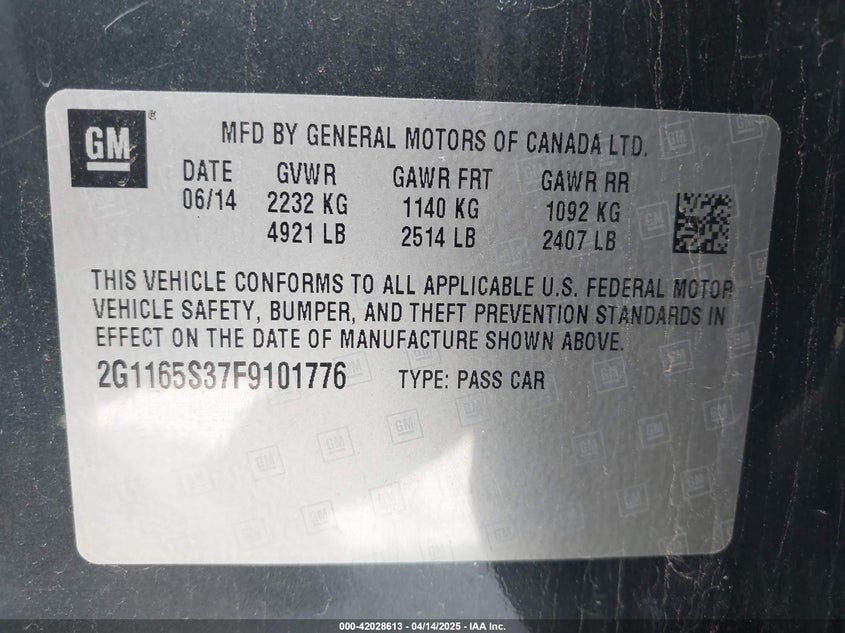 GM
MFD BY GENERAL MOTORS OF CANADA LTD.
DATE GVWR GAWR FRT GAWR RR
06/14 2232 KG 1140 KG 1092 KG
4921 LB 2514 LB 2407 LB
THIS VEHICLE CONFORMS TO ALL APPLICABLE U.S. FEDERAL MOTOR
VEHICLE SAFETY, BUMPER, AND THEFT PREVENTION STANDARDS IN
EFFECT ON THE DATE OF MANUFACTURE SHOWN ABOVE.
2G1165S37F9101776 TYPE: PASS CAR
000-42028613 - 04/14/2025 - IAA Inc.